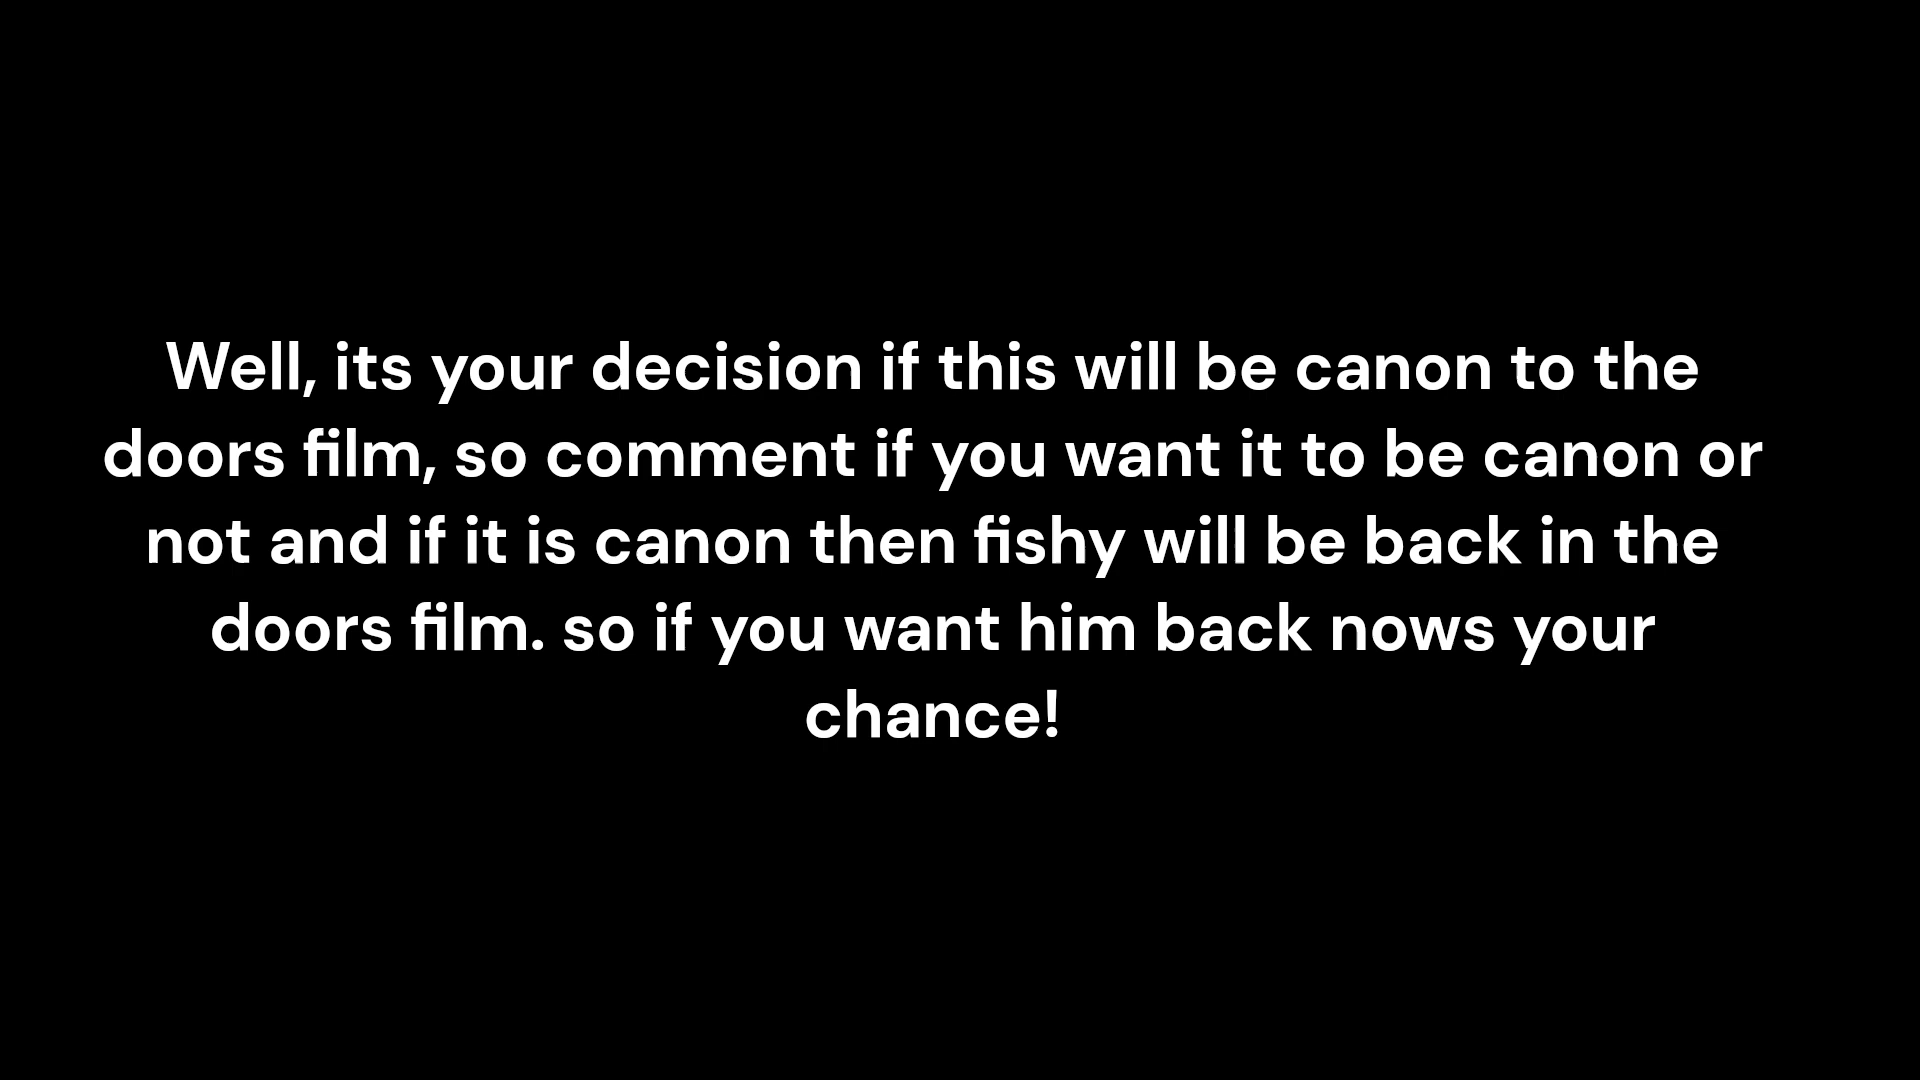 Well, its your decision if this will be canon to the
doors film, so comment if you want it to be canon or
not and if it is canon then fishy will be back in the
doors film. so if you want him back nows your
chance!